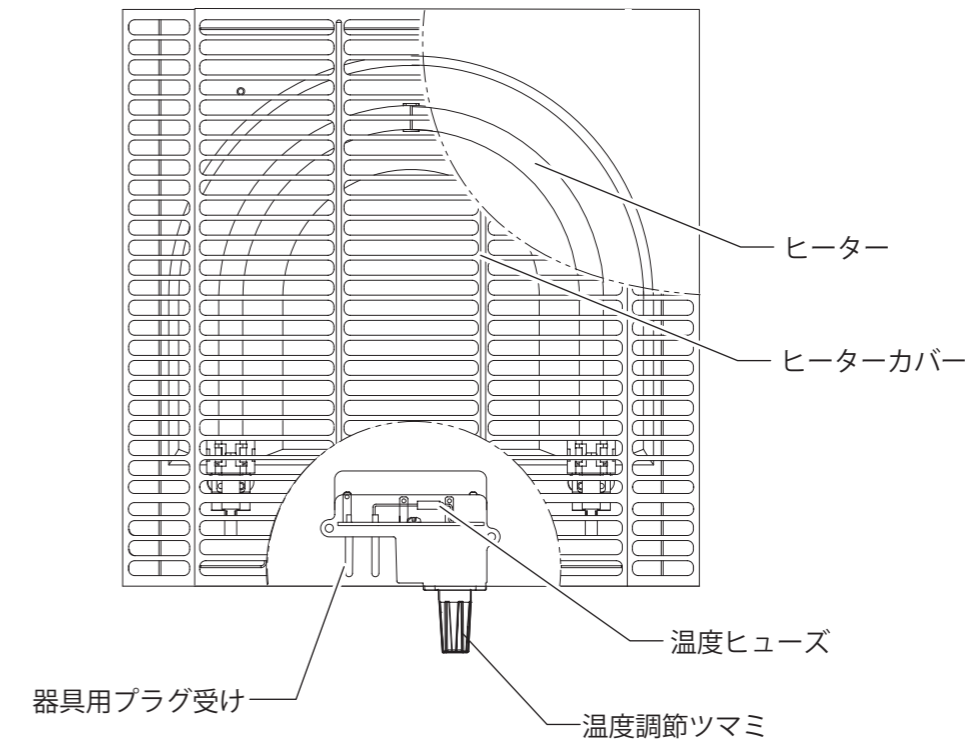 ヒーター
ヒーターカバー
温度ヒューズ
器具用プラグ受け
温度調節ツマミ